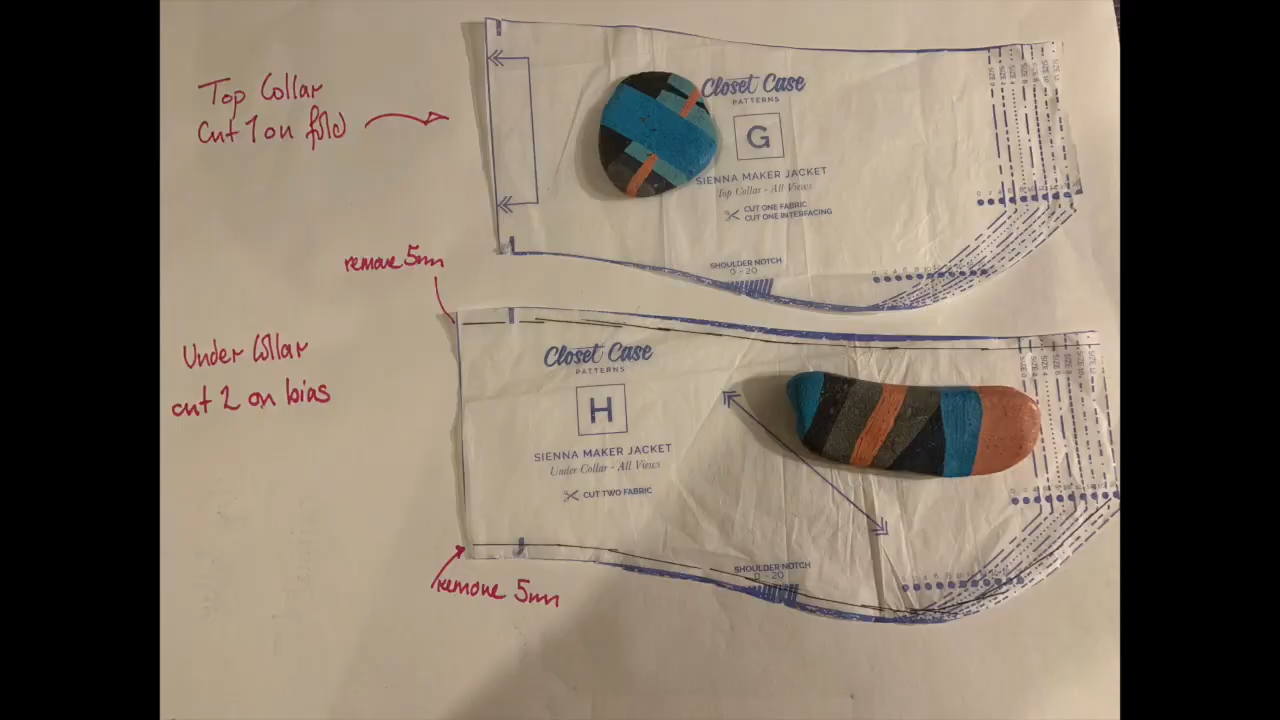 Top Collar
Cut 1 on fold
Closet Case
PATTERNS
G
SIENNA MAKER JACKET
Top Collar - All Views
CUT ONE FABRIC
CUT ONE INTERFACING
SHOULDER NOTCH
0 - 20
remove 5mm
Under Collar
cut 2 on bias
Closet Case
PATTERNS
H
SIENNA MAKER JACKET
Under Collar - All Views
CUT TWO FABRIC
SHOULDER NOTCH
0 - 20
remove 5mm